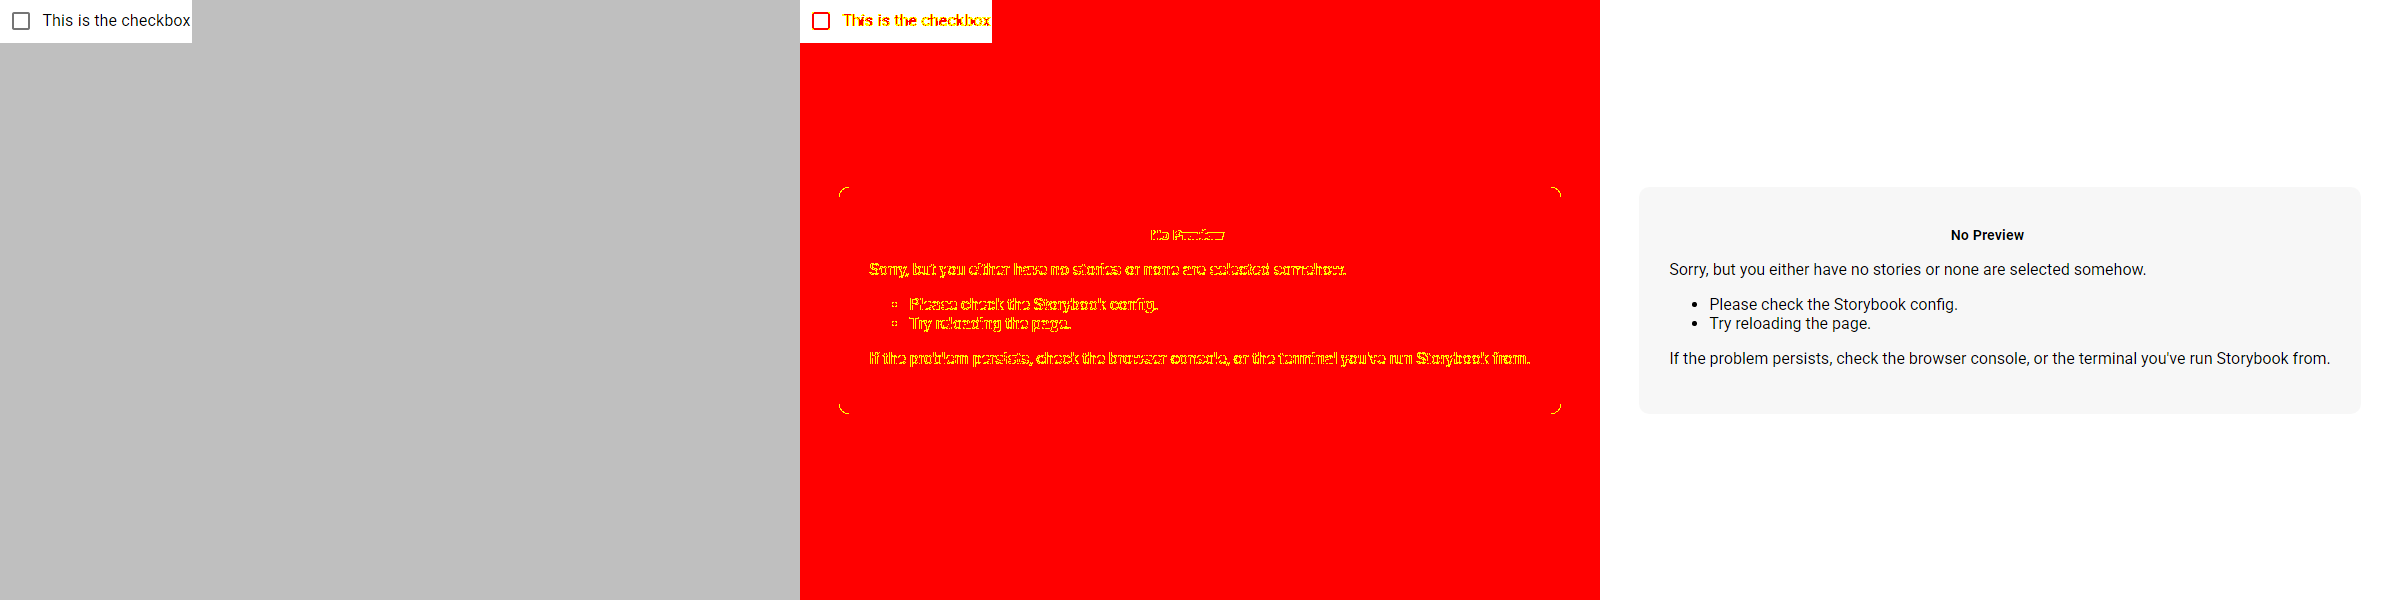 This is the checkbox
This is the checkbox
No Preview
Sorry, but you either have no stories or none are selected somehow.
Please check the Storybook config.
Try reloading the page.
If the problem persists, check the browser console, or the terminal you've run Storybook from.
No Preview
Sorry, but you either have no stories or none are selected somehow.
• Please check the Storybook config.
• Try reloading the page.
If the problem persists, check the browser console, or the terminal you've run Storybook from.